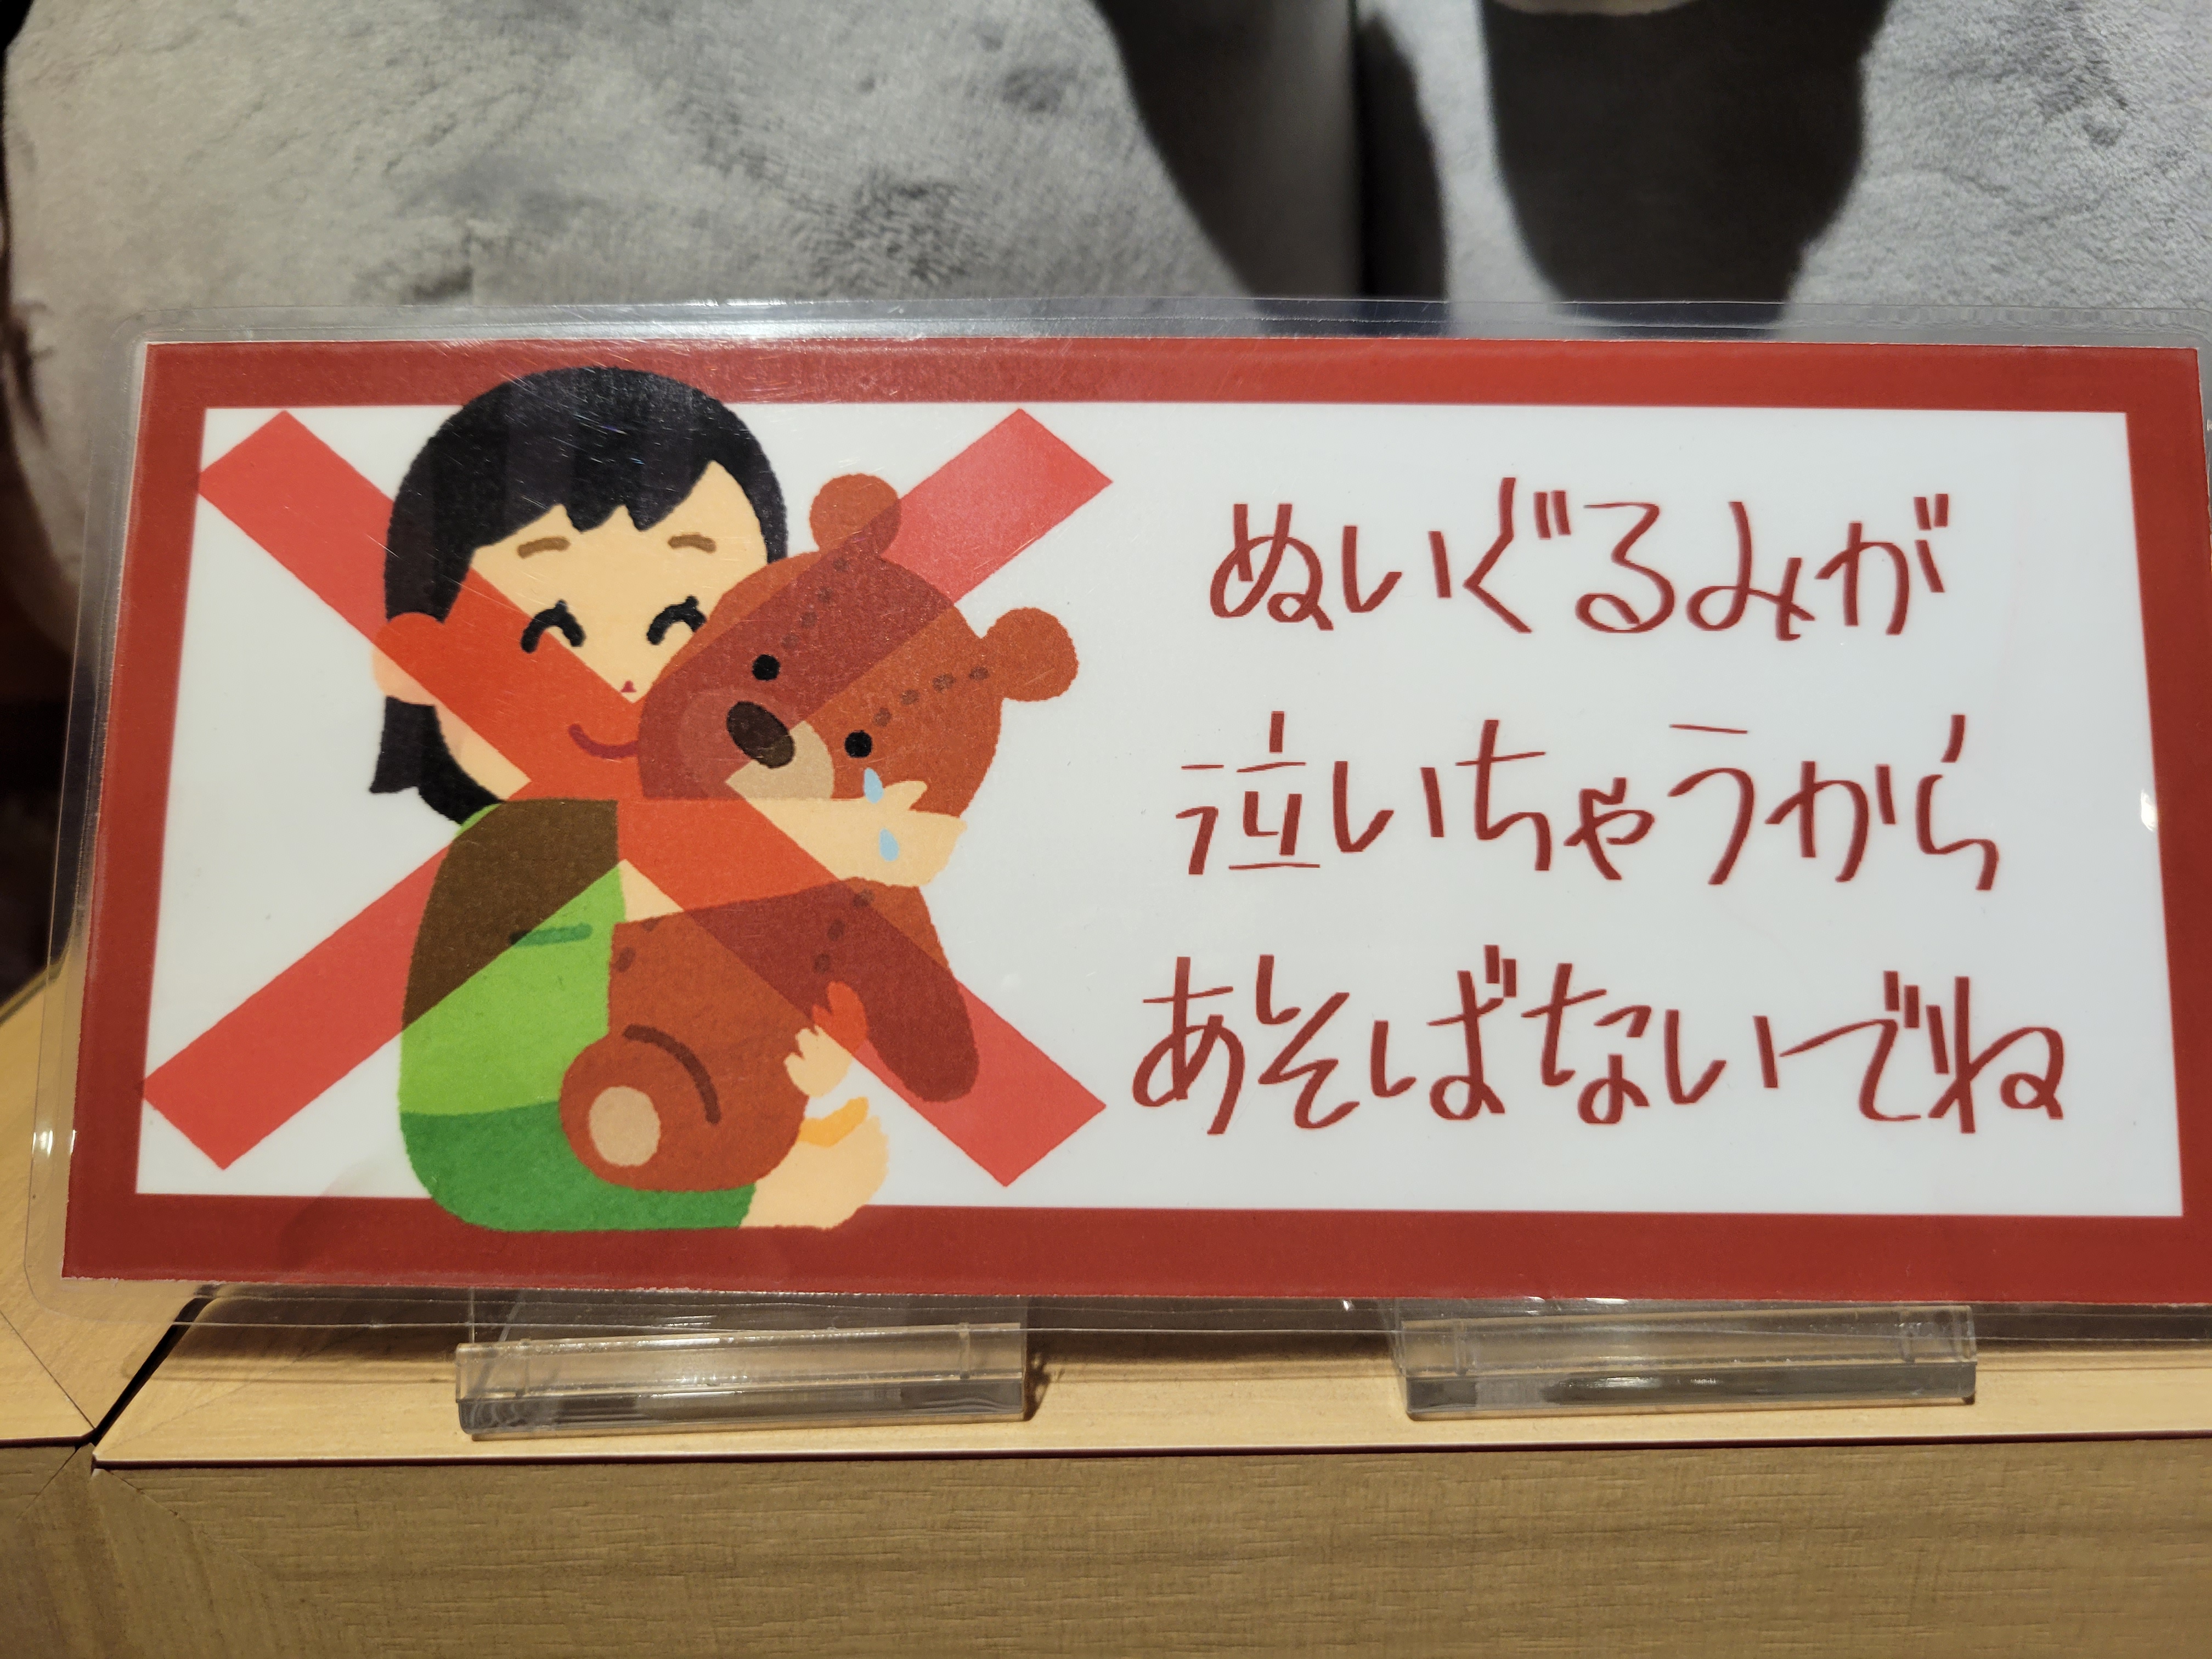 ぬいぐるみが
泣いちゃうから
あそばないでね